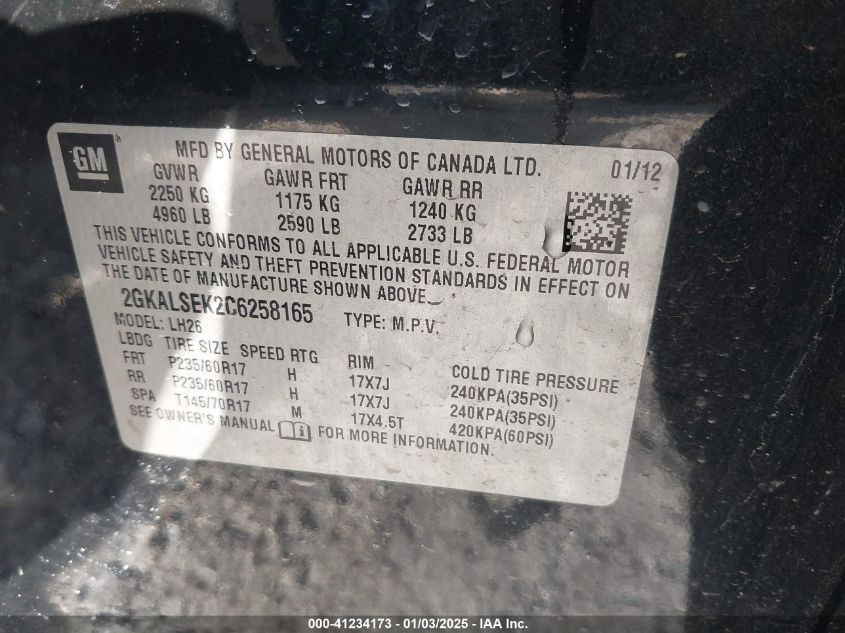 GM ®
MFD BY GENERAL MOTORS OF CANADA LTD. 01/12
GVWR GAWR FRT GAWR RR
2250 KG 1175 KG 1240 KG
4960 LB 2590 LB 2733 LB
THIS VEHICLE CONFORMS TO ALL APPLICABLE U.S. FEDERAL MOTOR
VEHICLE SAFETY AND THEFT PREVENTION STANDARDS IN EFFECT ON
THE DATE OF MANUFACTURE SHOWN ABOVE.
2GKALSEK2C6258165 TYPE: M.P.V.
MODEL: LH26
LBDG TIRE SIZE SPEED RTG RIM COLD TIRE PRESSURE
FRT P235/60R17 H 17X7J 240KPA(35PSI)
RR P235/60R17 H 17X7J 240KPA(35PSI)
SPA T145/70R17 M 17X4.5T 420KPA(60PSI)
SEE OWNER'S MANUAL i FOR MORE INFORMATION.
000-41234173 - 01/03/2025 - IAA Inc.